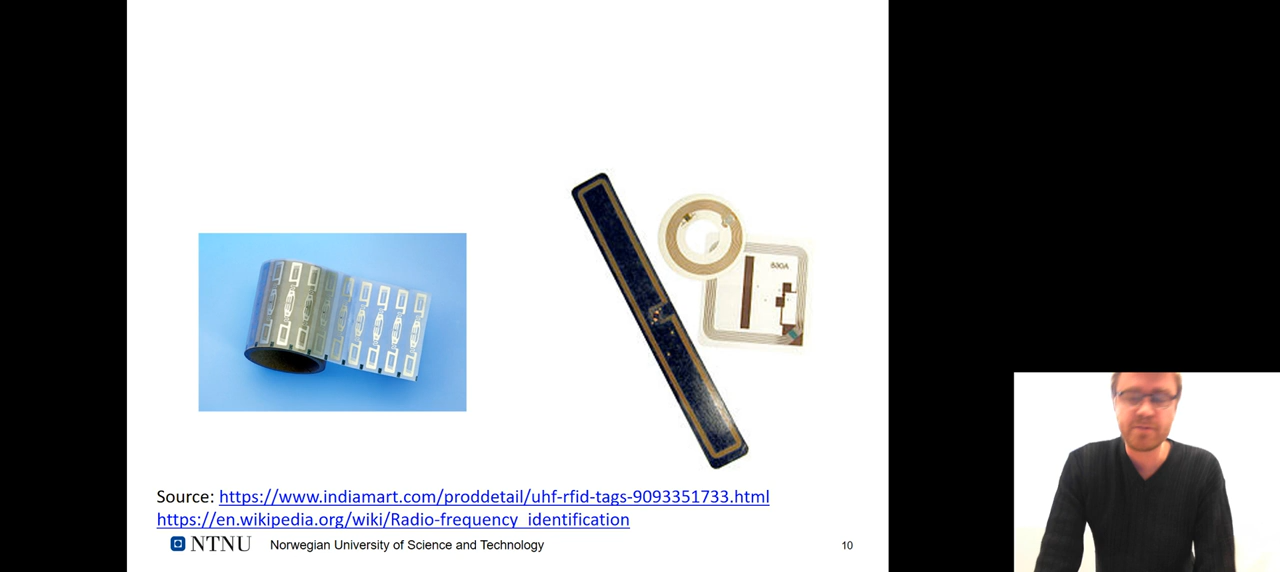 630A
Source: https://www.indiamart.com/proddetail/uhf-rfid-tags-9093351733.html
https://en.wikipedia.org/wiki/Radio-frequency_identification
NTNU Norwegian University of Science and Technology 10